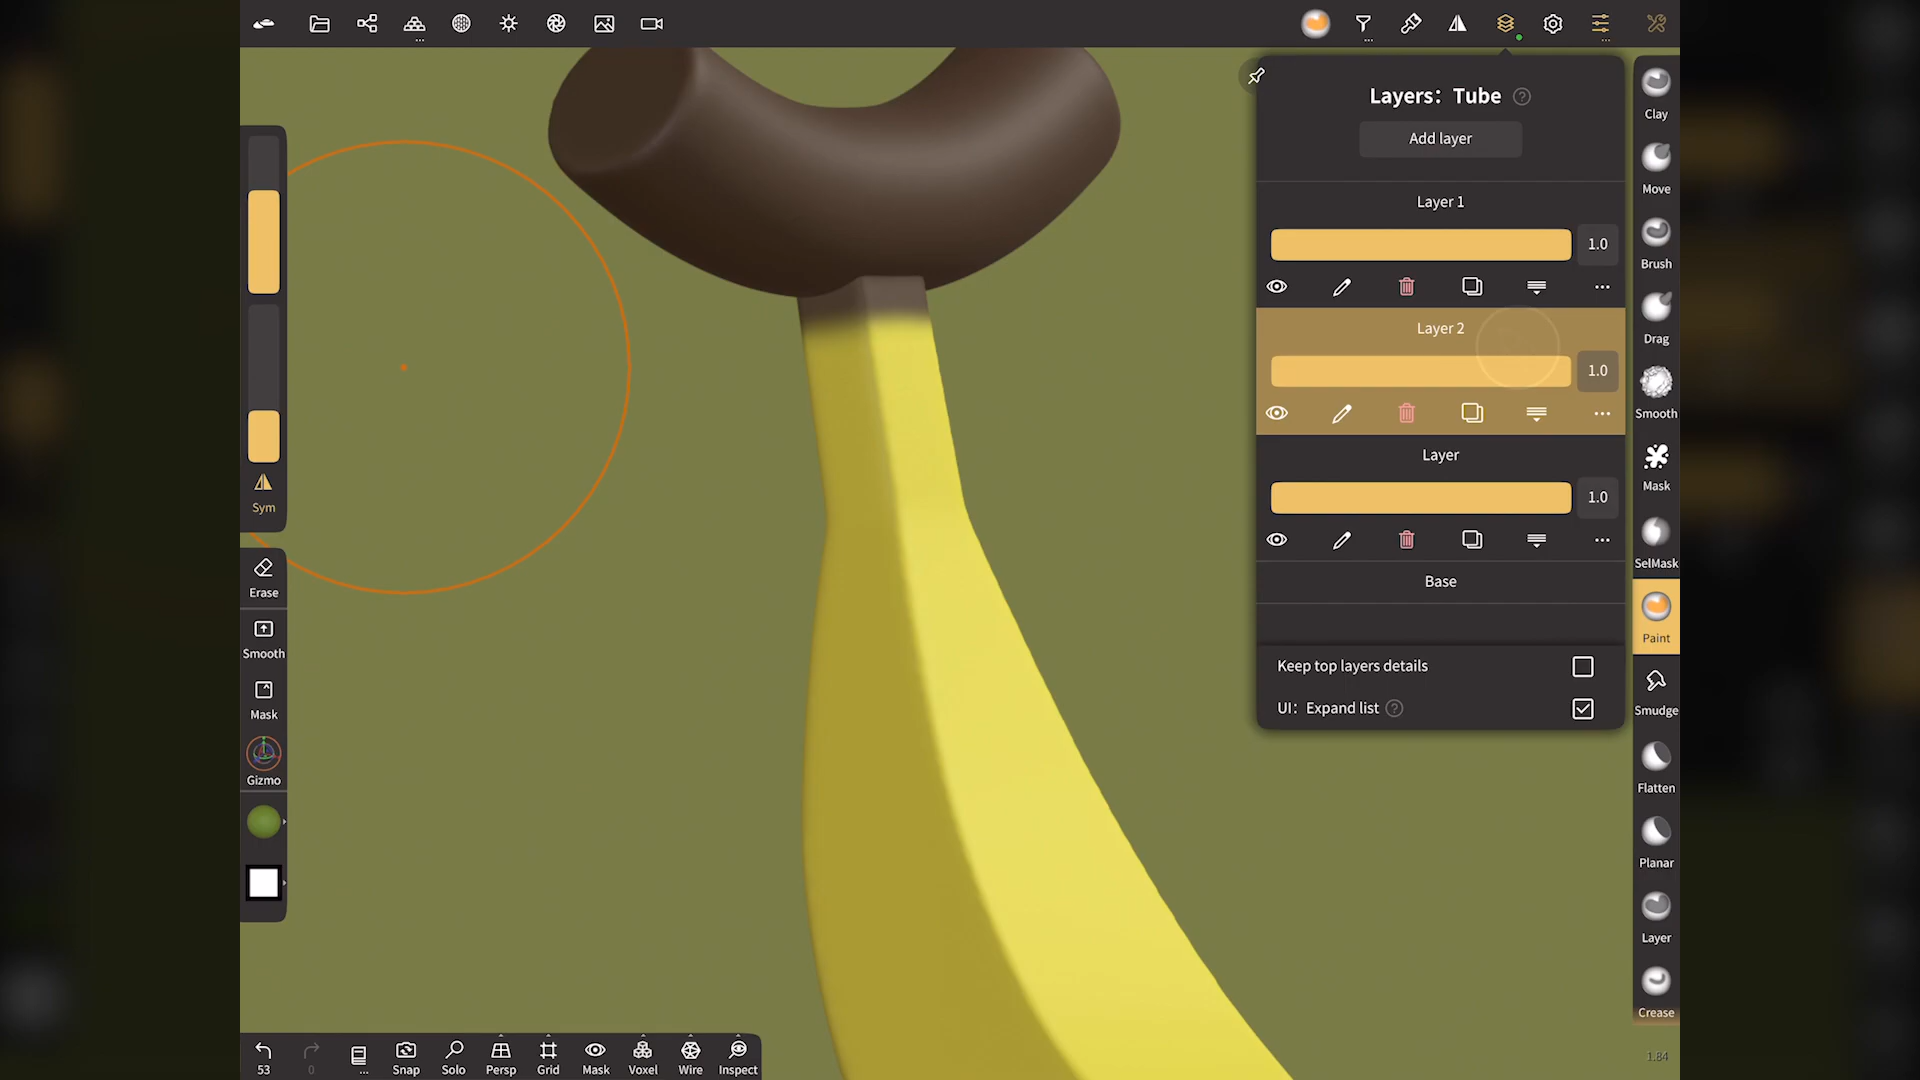 Layers: Tube
Add layer
Layer 1
1.0
Layer 2
1.0
Layer
1.0
Base
Keep top layers details
UI: Expand list
Clay
Move
Brush
Drag
Smooth
Mask
SelMask
Paint
Smudge
Flatten
Planar
Layer
Crease
1.84
Sym
Erase
Smooth
Mask
Gizmo
53
0
Snap
Solo
Persp
Grid
Mask
Voxel
Wire
Inspect